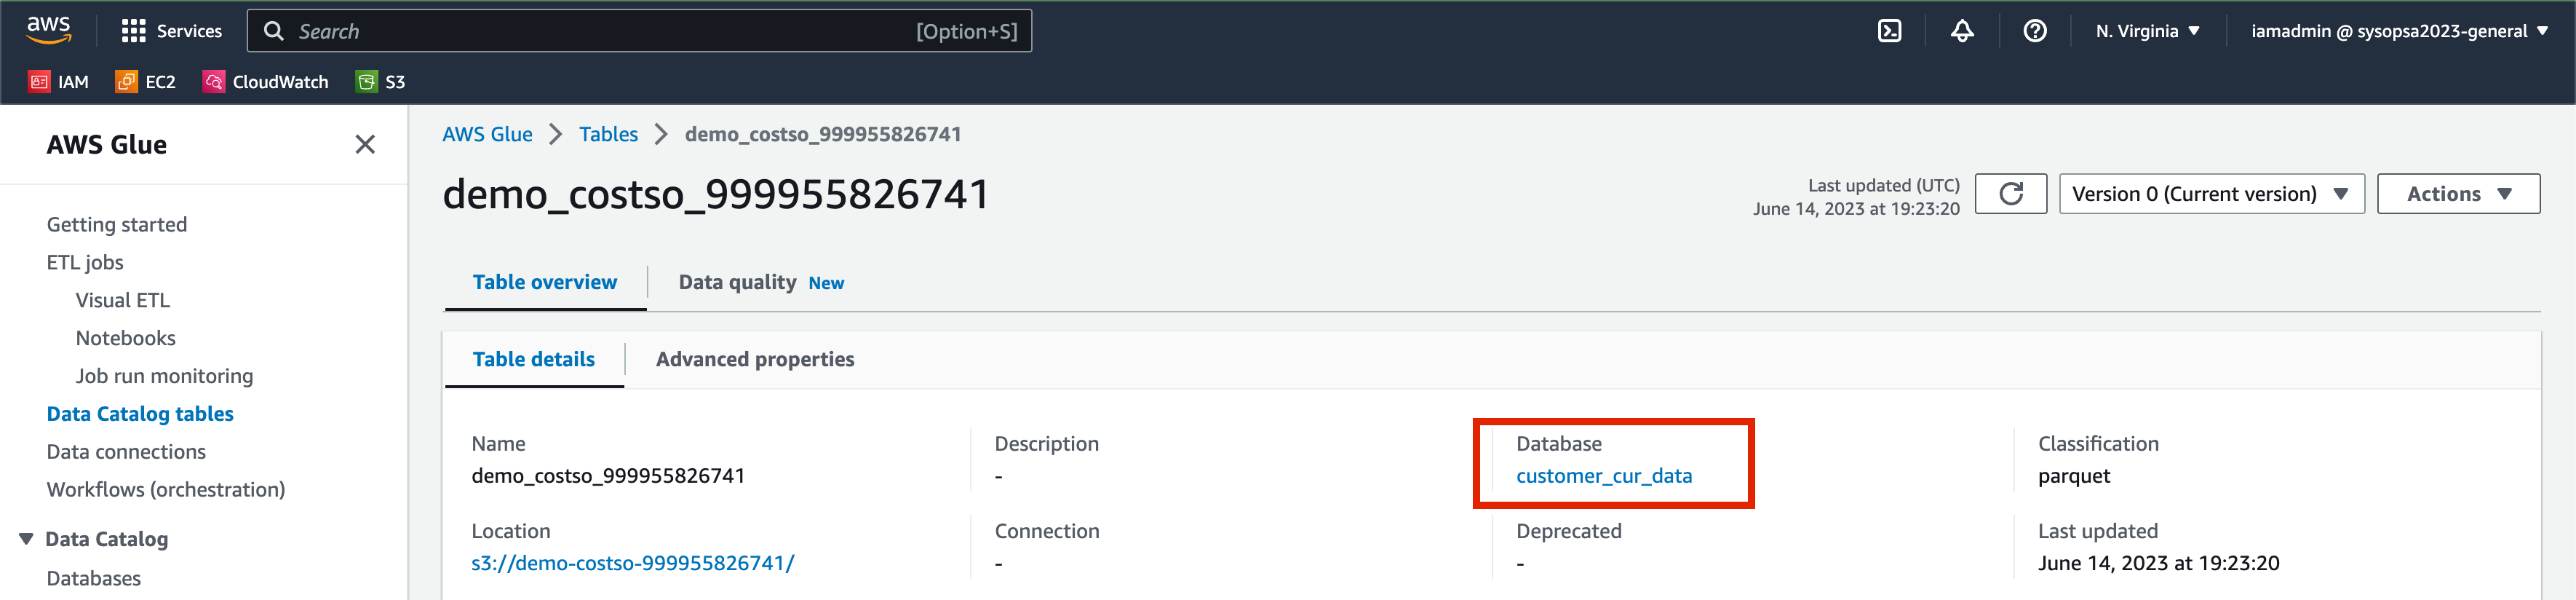 aws Services Search [Option+S] N. Virginia iamadmin @ sysopsa2023-general
IAM EC2 CloudWatch S3
AWS Glue
Getting started
ETL jobs
Visual ETL
Notebooks
Job run monitoring
Data Catalog tables
Data connections
Workflows (orchestration)
Data Catalog
Databases
AWS Glue Tables demo_costso_999955826741
demo_costso_999955826741
Last updated (UTC)
June 14, 2023 at 19:23:20
Version 0 (Current version) Actions
Table overview Data quality New
Table details Advanced properties
Name Description Database Classification
demo_costso_999955826741 - customer_cur_data parquet
Location Connection Deprecated Last updated
s3://demo-costso-999955826741/ - - June 14, 2023 at 19:23:20